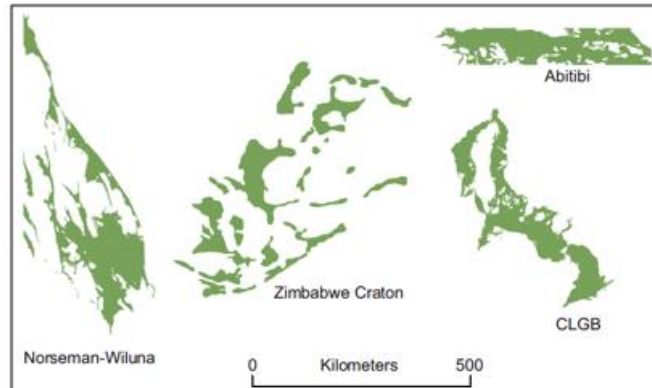 Abitibi
Zimbabwe Craton
CLGB
Norseman-Wiluna
0 Kilometers 500